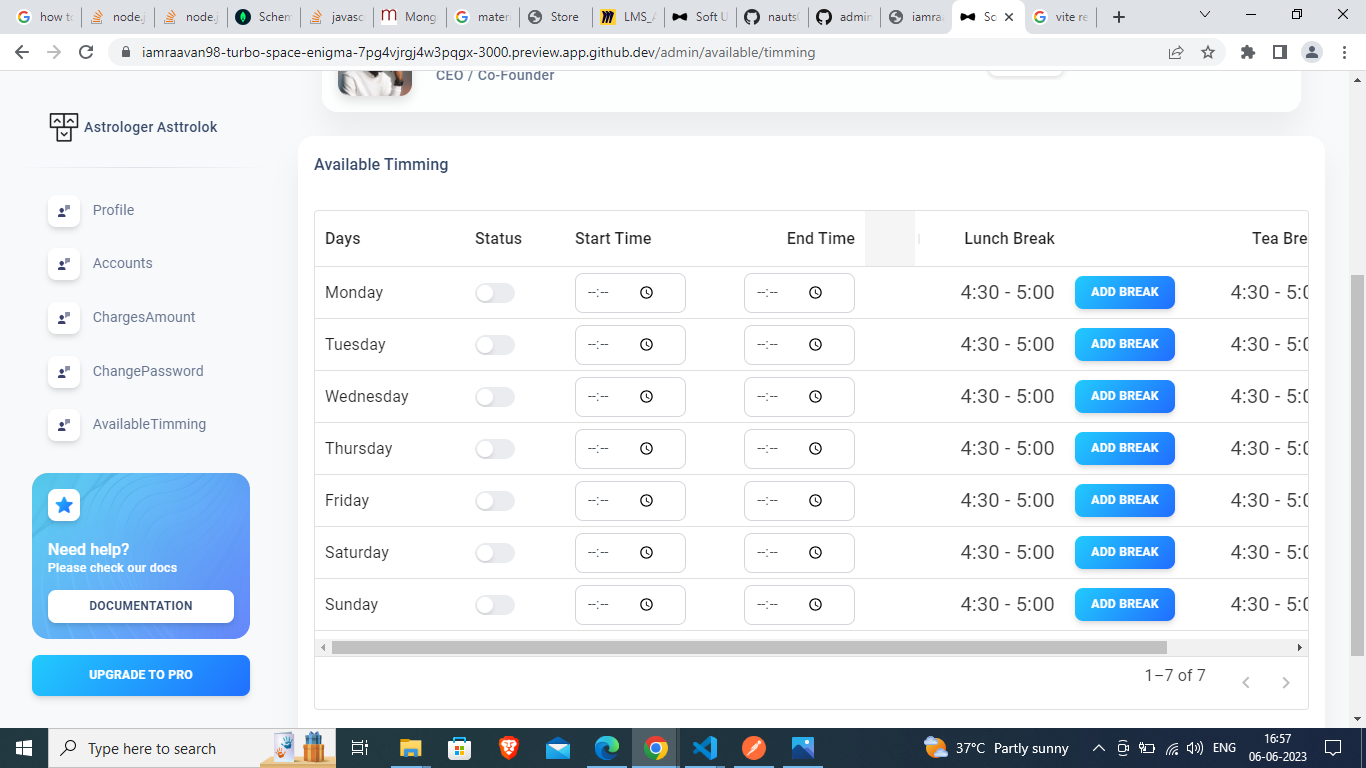 how to
node.j
node.j
Schem
javasc
Mong
materi
Store
LMS_A
Soft U
nauts
admin
iamraa
So
vite re
iamraavan98-turbo-space-enigma-7pg4vjrgj4w3pqgx-3000.preview.app.github.dev/admin/available/timming
CEO / Co-Founder
Astrologer Asttrolok
Profile
Accounts
ChargesAmount
ChangePassword
AvailableTimming
Need help?
Please check our docs
DOCUMENTATION
UPGRADE TO PRO
Available Timming
Days Status Start Time End Time Lunch Break Tea Bre
Monday --:-- --:-- 4:30 - 5:00 ADD BREAK 4:30 - 5:0
Tuesday --:-- --:-- 4:30 - 5:00 ADD BREAK 4:30 - 5:0
Wednesday --:-- --:-- 4:30 - 5:00 ADD BREAK 4:30 - 5:0
Thursday --:-- --:-- 4:30 - 5:00 ADD BREAK 4:30 - 5:0
Friday --:-- --:-- 4:30 - 5:00 ADD BREAK 4:30 - 5:0
Saturday --:-- --:-- 4:30 - 5:00 ADD BREAK 4:30 - 5:0
Sunday --:-- --:-- 4:30 - 5:00 ADD BREAK 4:30 - 5:0
1–7 of 7
Type here to search
37°C Partly sunny
ENG
16:57
06-06-2023